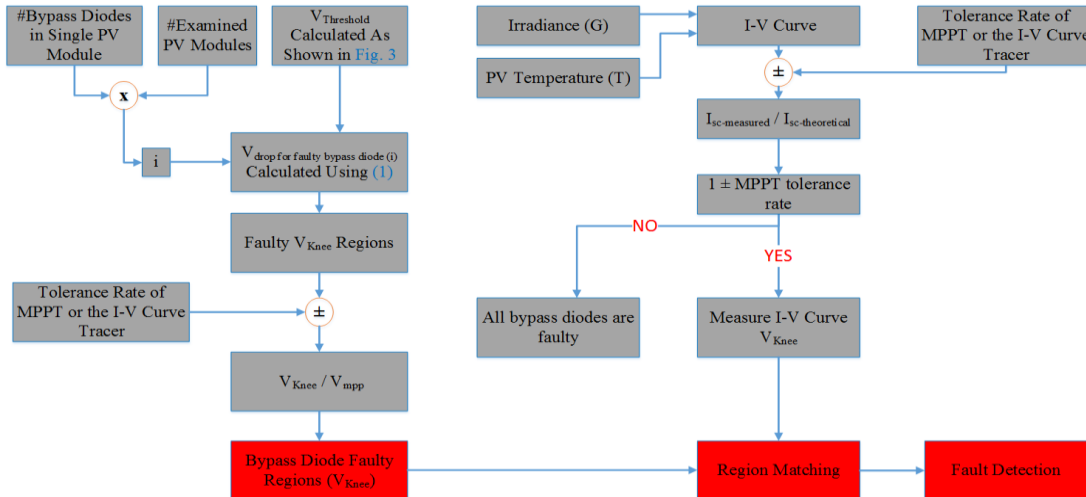 #Bypass Diodes
in Single PV
Module
#Examined
PV Modules
VThreshold
Calculated As
Shown in Fig. 3
x
i
Vdrop for faulty bypass diode (i)
Calculated Using (1)
Faulty VKnee Regions
Tolerance Rate of
MPPT or the I-V Curve
Tracer
±
VKnee / Vmpp
Bypass Diode Faulty
Regions (VKnee)
Irradiance (G)
PV Temperature (T)
I-V Curve
Tolerance Rate of
MPPT or the I-V Curve
Tracer
±
Isc-measured / Isc-theoretical
1 ± MPPT tolerance
rate
NO
YES
All bypass diodes are
faulty
Measure I-V Curve
VKnee
Region Matching
Fault Detection